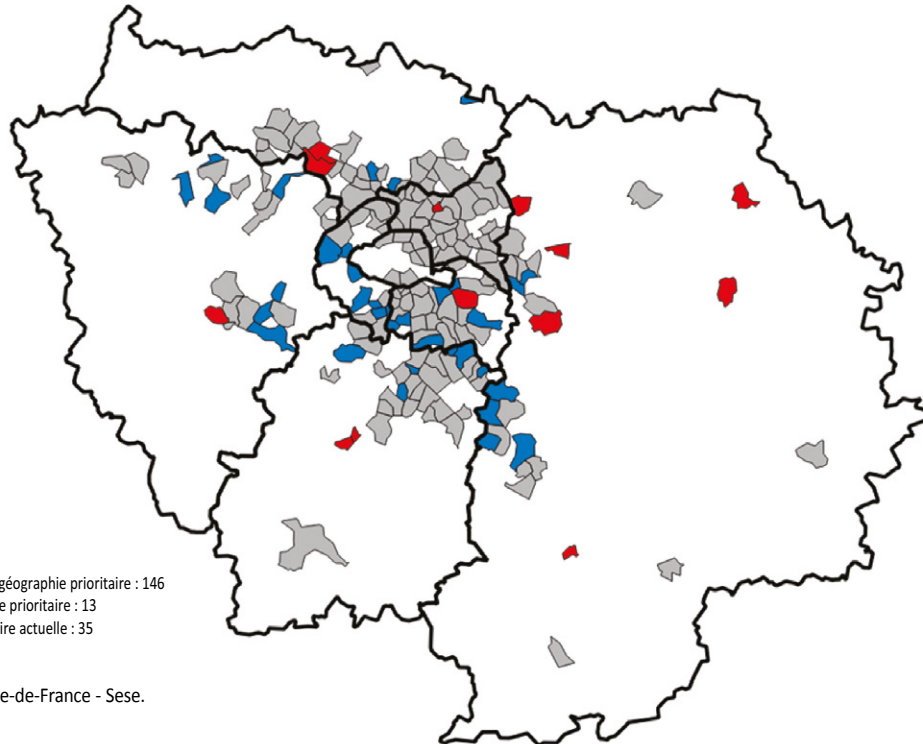 géographie prioritaire : 146
e prioritaire : 13
ire actuelle : 35
e-de-France - Sese.